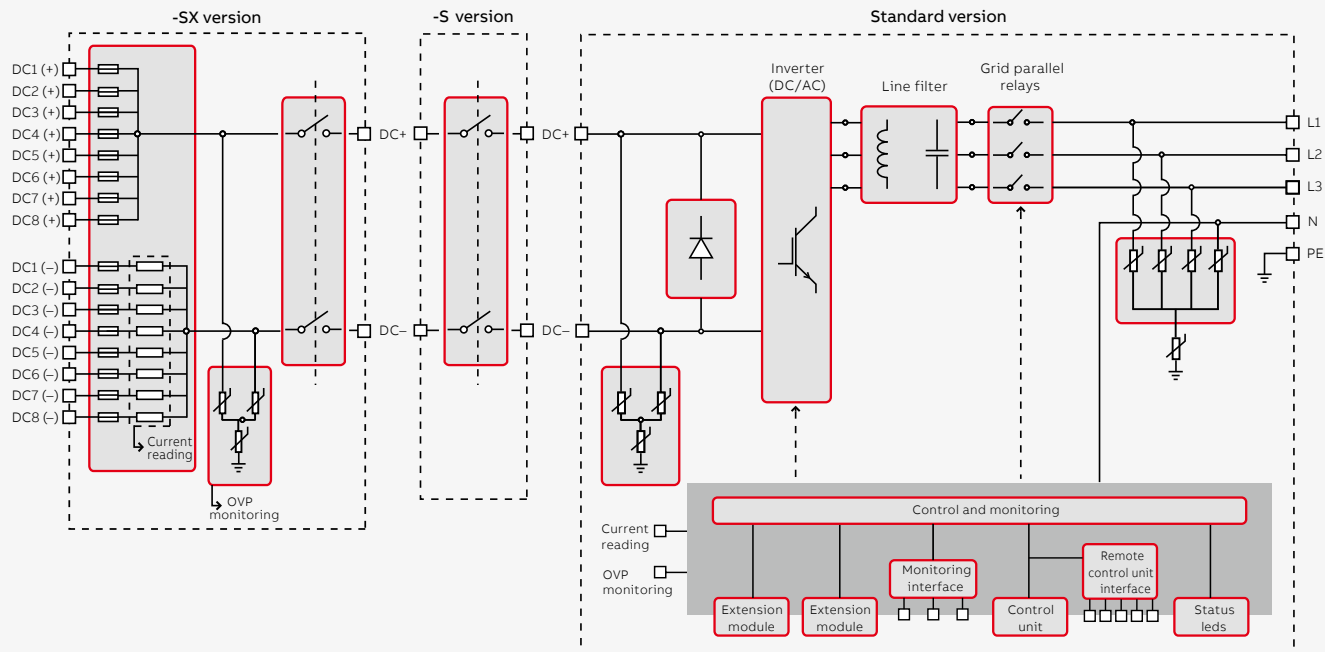 -SX version
-S version
Standard version
DC1 (+)
DC2 (+)
DC3 (+)
DC4 (+)
DC5 (+)
DC6 (+)
DC7 (+)
DC8 (+)
DC1 (–)
DC2 (–)
DC3 (–)
DC4 (–)
DC5 (–)
DC6 (–)
DC7 (–)
DC8 (–)
Current
reading
OVP
monitoring
DC+
DC–
DC+
DC–
Inverter
(DC/AC)
Line filter
Grid parallel
relays
L1
L2
L3
N
PE
Current
reading
OVP
monitoring
Control and monitoring
Extension
module
Extension
module
Monitoring
interface
Control
unit
Remote
control unit
interface
Status
leds